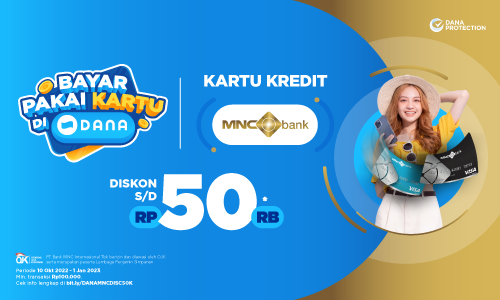 DANA
PROTECTION
BAYAR
PAKAI KARTU
DI DANA
KARTU KREDIT
MNC bank
DISKON
S/D
RP 50 RB
PT Bank MNC Internasional Tbk berizin dan diawasi oleh OJK
serta merupakan peserta Lembaga Penjamin Simpanan
Periode 10 Okt 2022 - 1 Jan 2023
Min. transaksi Rp100.000
Cek info lengkap di bit.ly/DANAMNCDISC50K
VISA
VISA